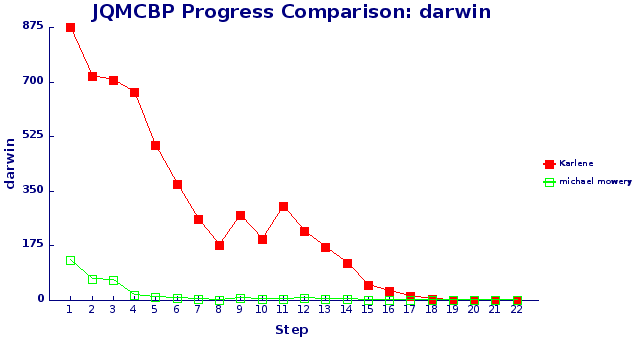 JQMCBP Progress Comparison: darwin
875
700
525
350
175
0
darwin
1 2 3 4 5 6 7 8 9 10 11 12 13 14 15 16 17 18 19 20 21 22
Step
Karlene
michael mowery